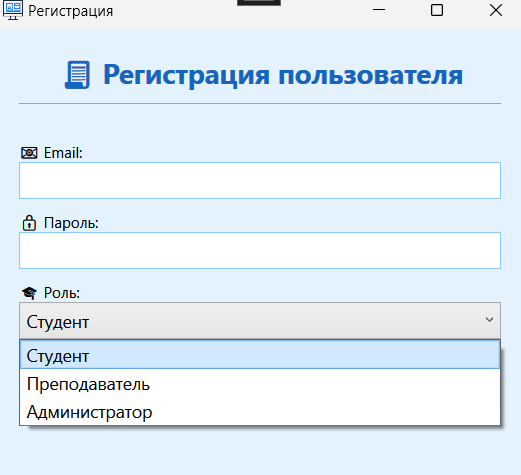 Регистрация
Регистрация пользователя
Email:
Пароль:
Роль:
Студент
Студент
Преподаватель
Администратор